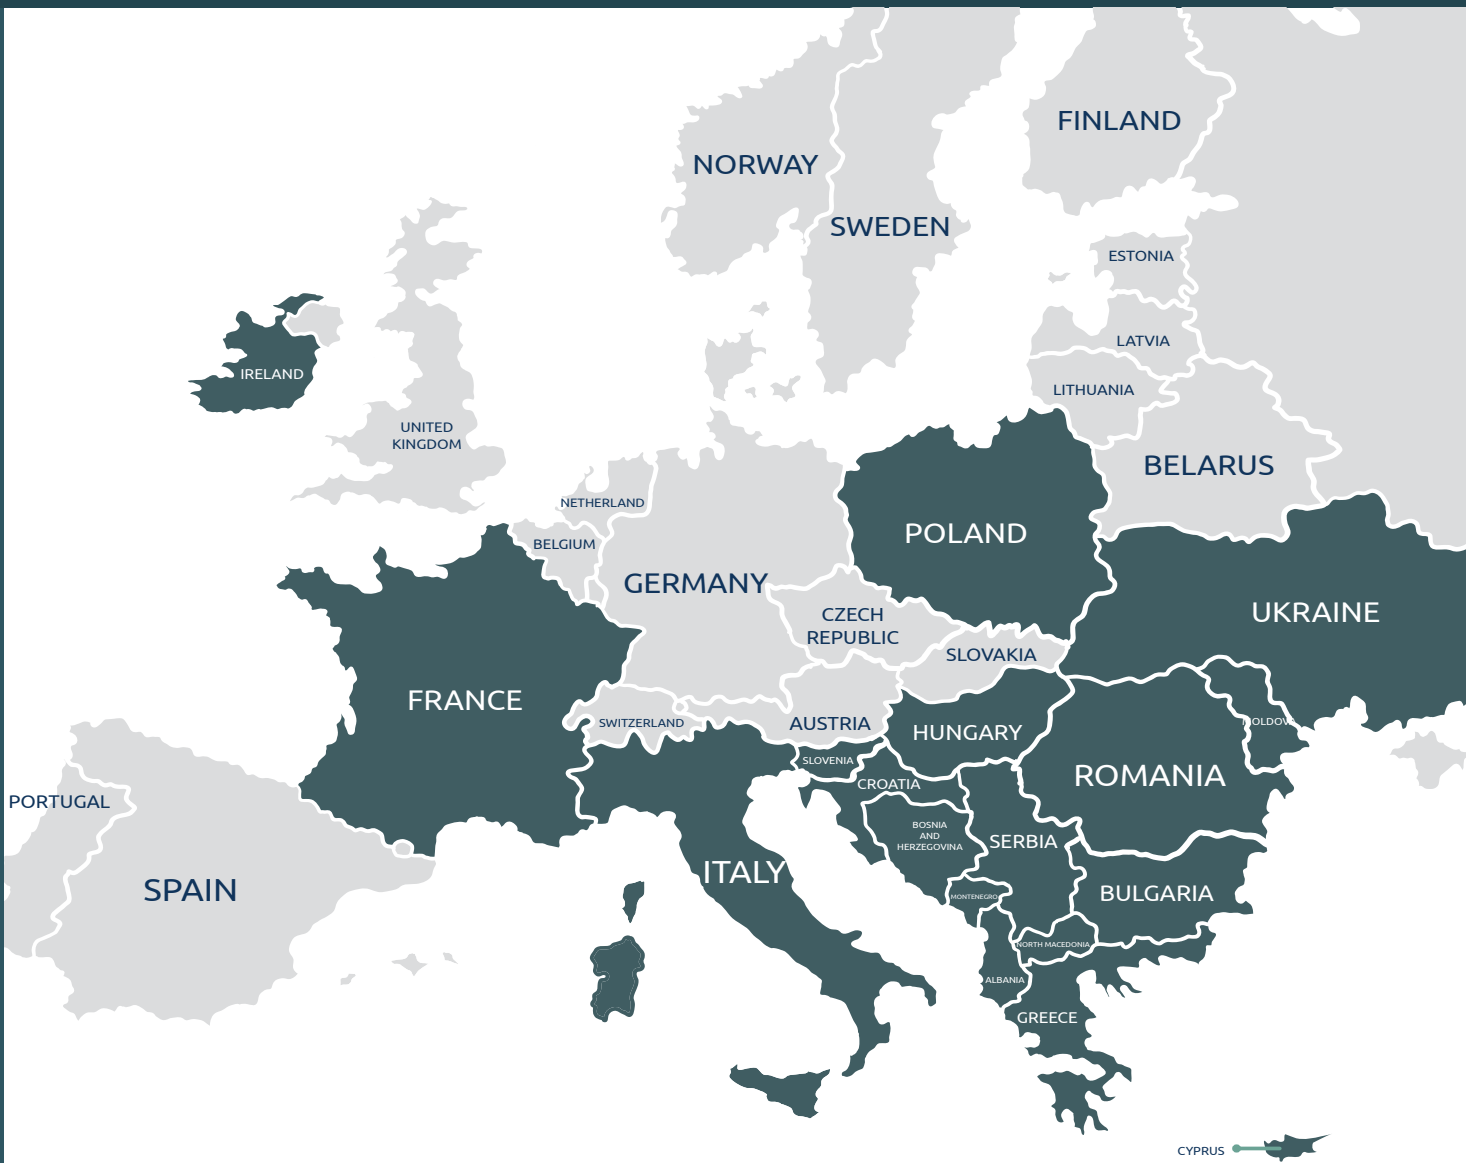 FINLAND
NORWAY
SWEDEN
ESTONIA
LATVIA
IRELAND
LITHUANIA
UNITED
KINGDOM
BELARUS
NETHERLAND
POLAND
BELGIUM
GERMANY
CZECH
REPUBLIC
UKRAINE
SLOVAKIA
FRANCE
SWITZERLAND
AUSTRIA
MOLDOVA
HUNGARY
SLOVENIA
ROMANIA
CROATIA
PORTUGAL
BOSNIA
AND
HERZEGOVINA
SERBIA
ITALY
SPAIN
MONTENEGRO
BULGARIA
NORTH MACEDONIA
ALBANIA
GREECE
CYPRUS